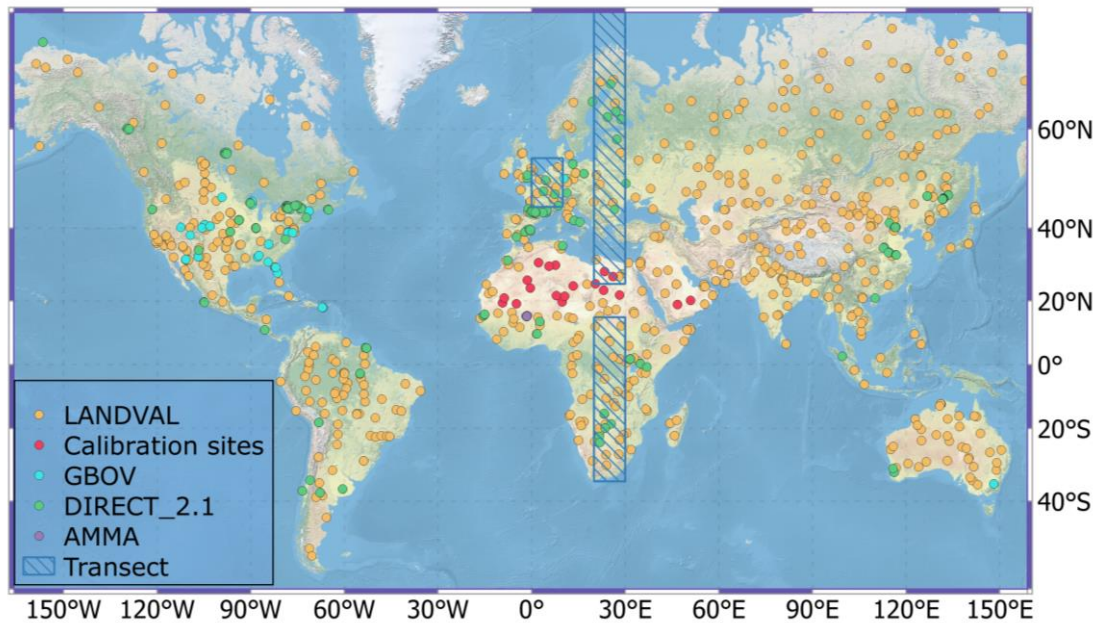 60°N
40°N
20°N
0°
20°S
40°S
LANDVAL
Calibration sites
GBOV
DIRECT_2.1
AMMA
Transect
150°W 120°W 90°W 60°W 30°W 0° 30°E 60°E 90°E 120°E 150°E